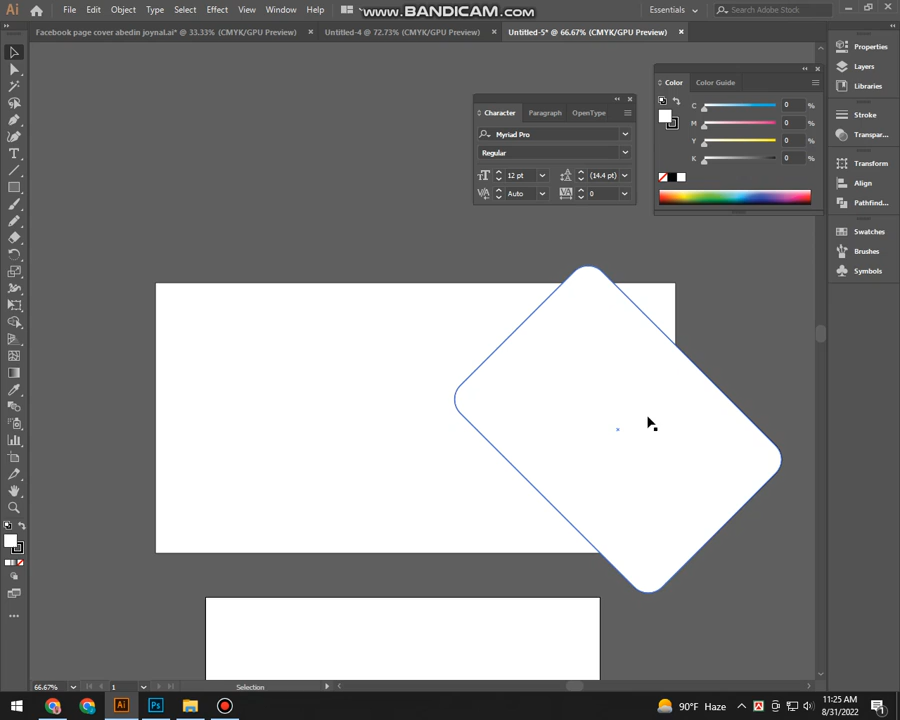 Ai File Edit Object Type Select Effect View Window Help www.BANDICAM.com Essentials Search Adobe Stock
Facebook page cover abedin joynal.ai* @ 33.33% (CMYK/GPU Preview) × Untitled-4 @ 72.73% (CMYK/GPU Preview) × Untitled-5* @ 66.67% (CMYK/GPU Preview) ×
Properties
Layers
Libraries
Stroke
Transpar...
Transform
Align
Pathfind...
Swatches
Brushes
Symbols
Color Color Guide
C 0 %
M 0 %
Y 0 %
K 0 %
Character Paragraph OpenType
Myriad Pro
Regular
12 pt (14.4 pt)
Auto 0
66.67% 1 Selection
Ai Ps 90°F Haze 11:25 AM
8/31/2022
1